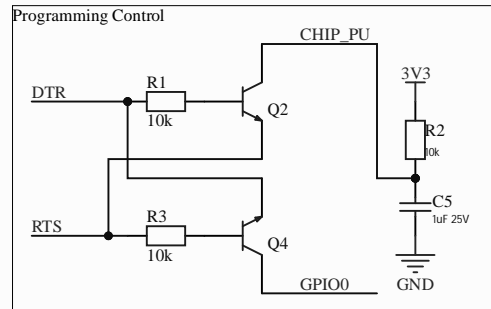 Programming Control
CHIP_PU
3V3
DTR
R1
10k
Q2
R2
10k
C5
1uF 25V
RTS
R3
10k
Q4
GND
GPIO0